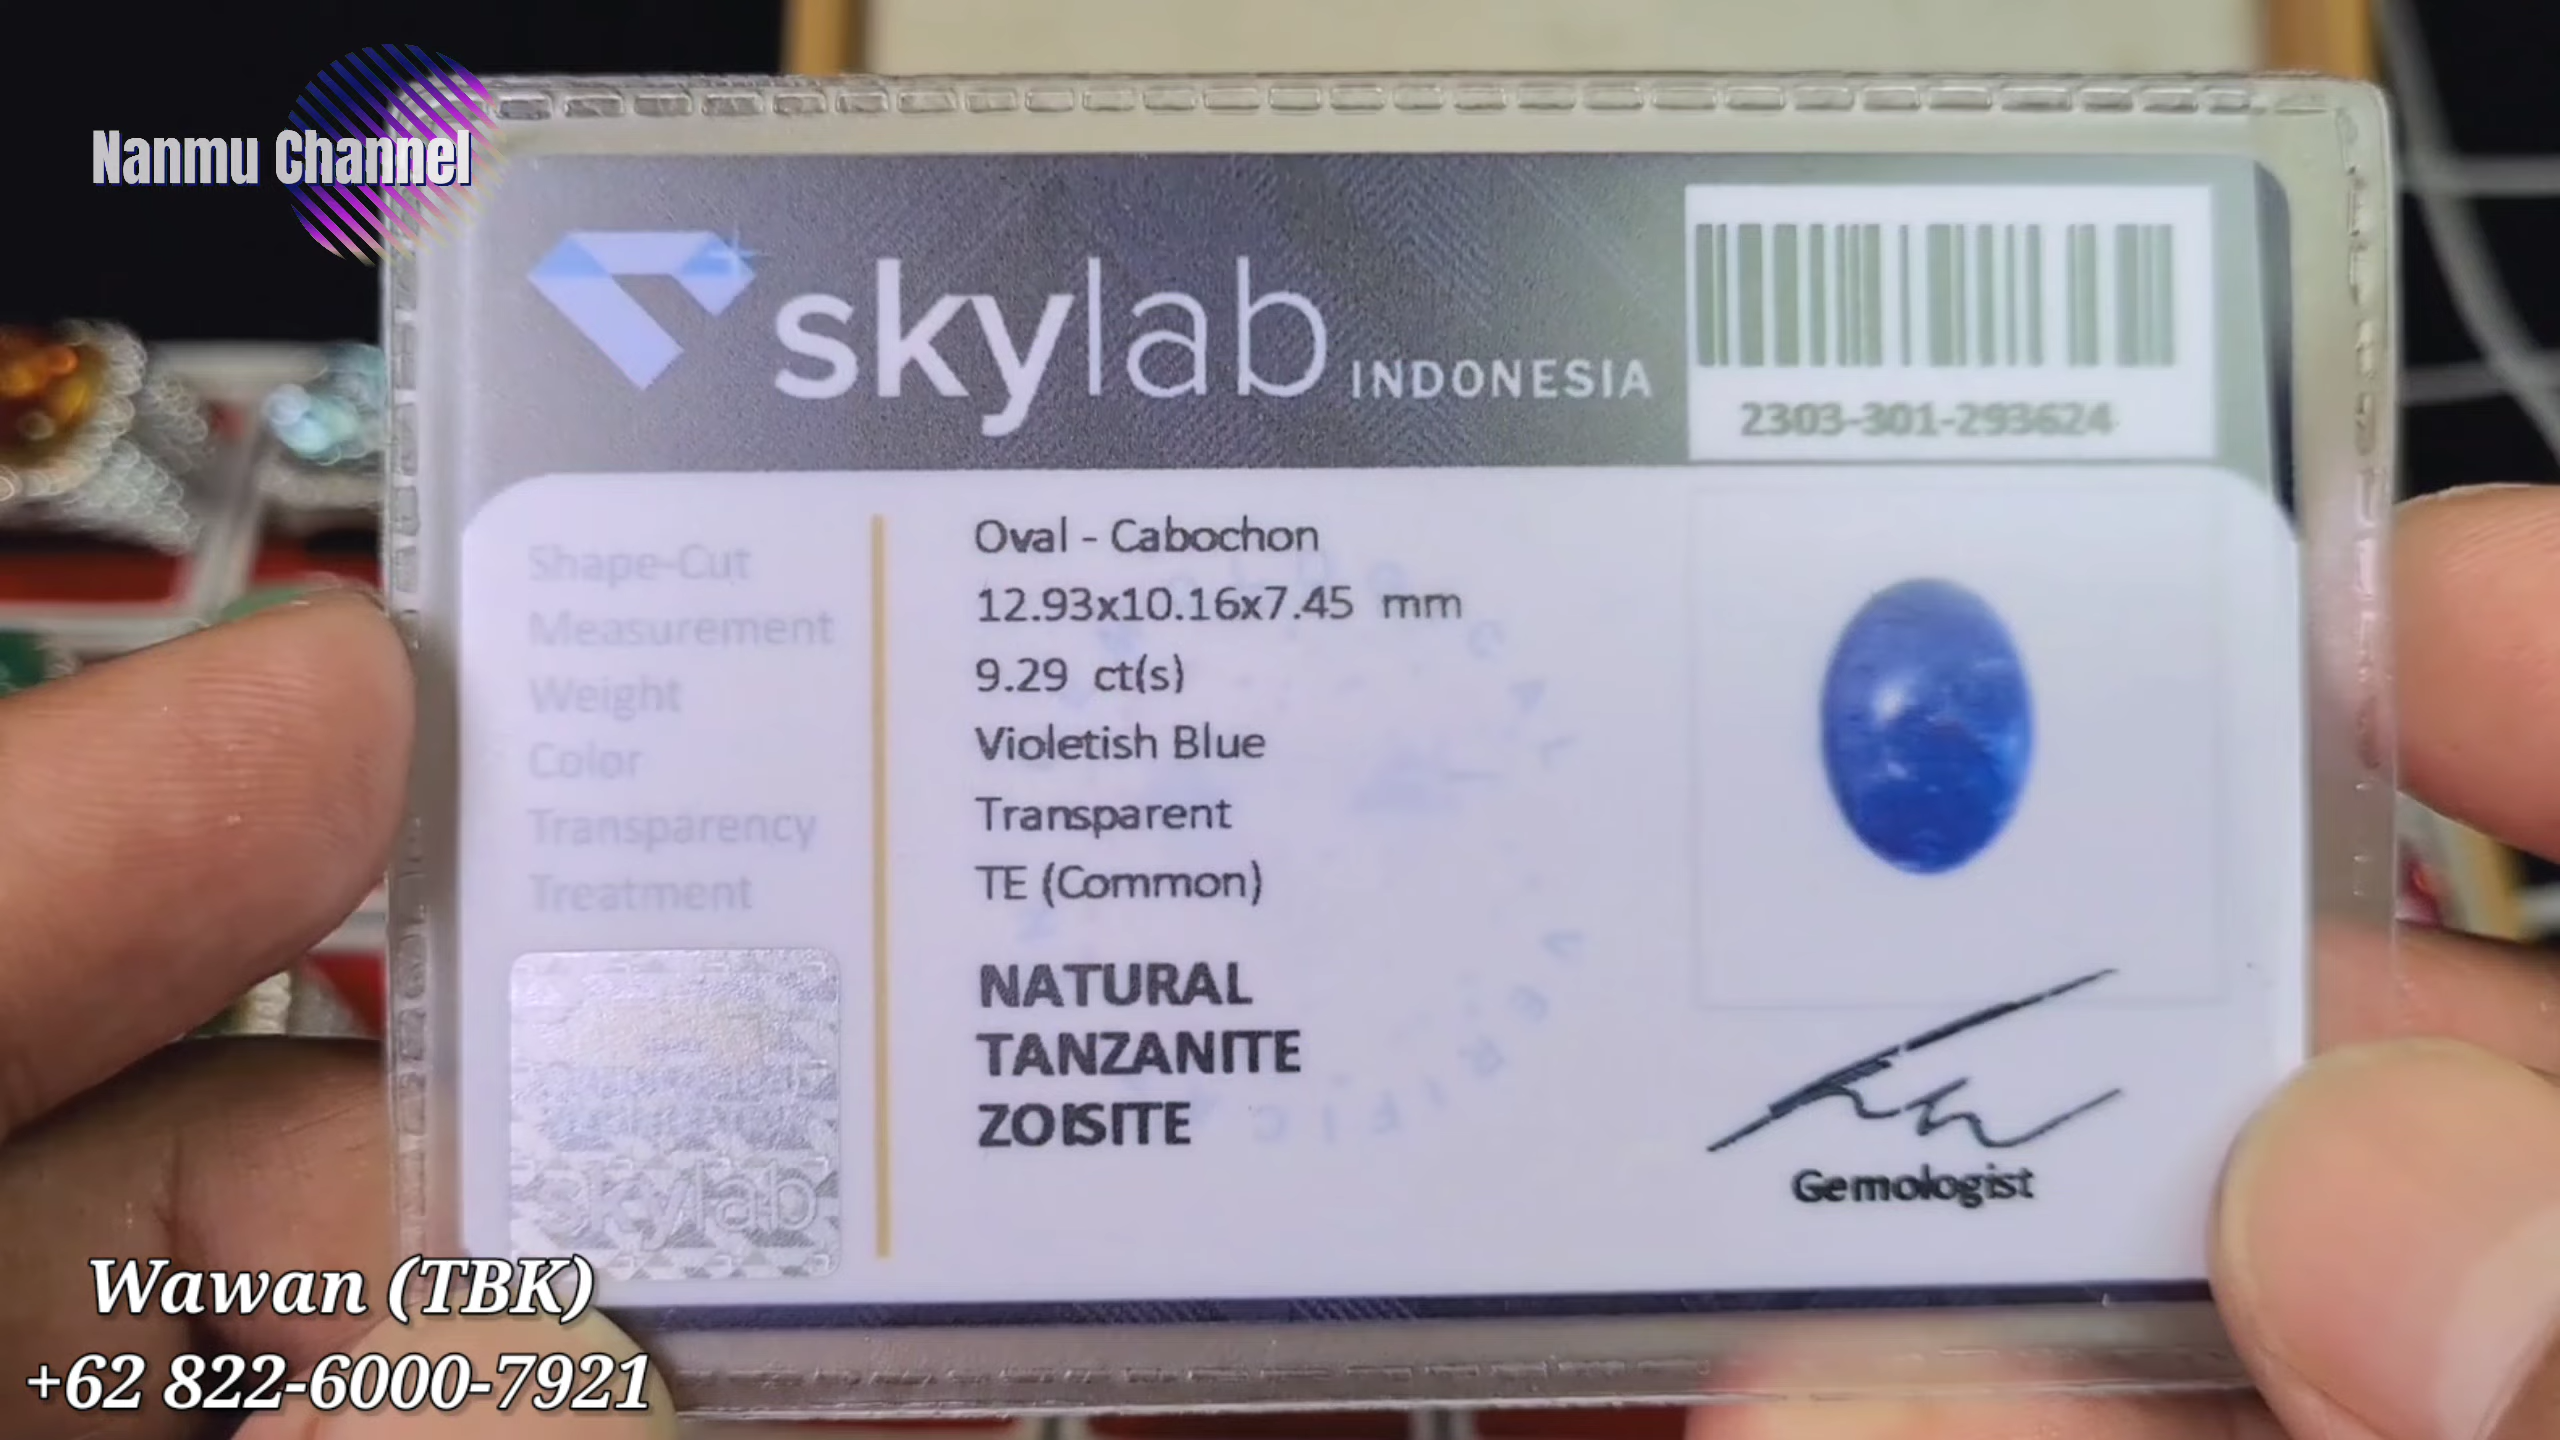 Nanmu Channel
skylab INDONESIA
2303-301-293624
Shape-Cut
Oval - Cabochon
Measurement
12.93x10.16x7.45 mm
Weight
9.29 ct(s)
Color
Violetish Blue
Transparency
Transparent
Treatment
TE (Common)
NATURAL
TANZANITE
ZOISITE
skylab
Gemologist
Wawan (TBK)
+62 822-6000-7921